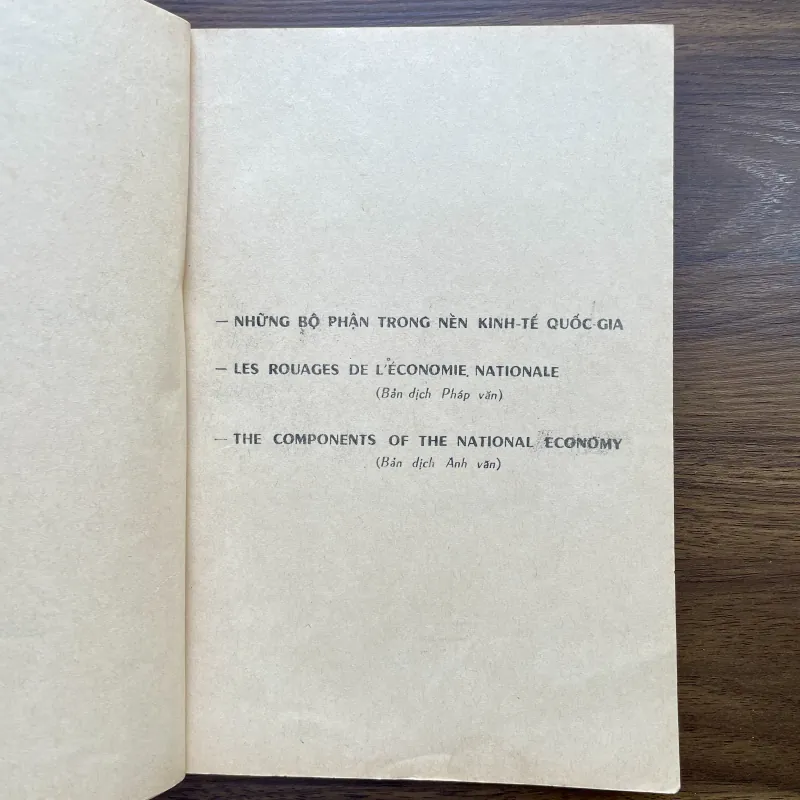 — NHỮNG BỘ PHẬN TRONG NỀN KINH-TẾ QUỐC-GIA
— LES ROUAGES DE L'ÉCONOMIE NATIONALE
(Bản dịch Pháp văn)
— THE COMPONENTS OF THE NATIONAL ECONOMY
(Bản dịch Anh văn)